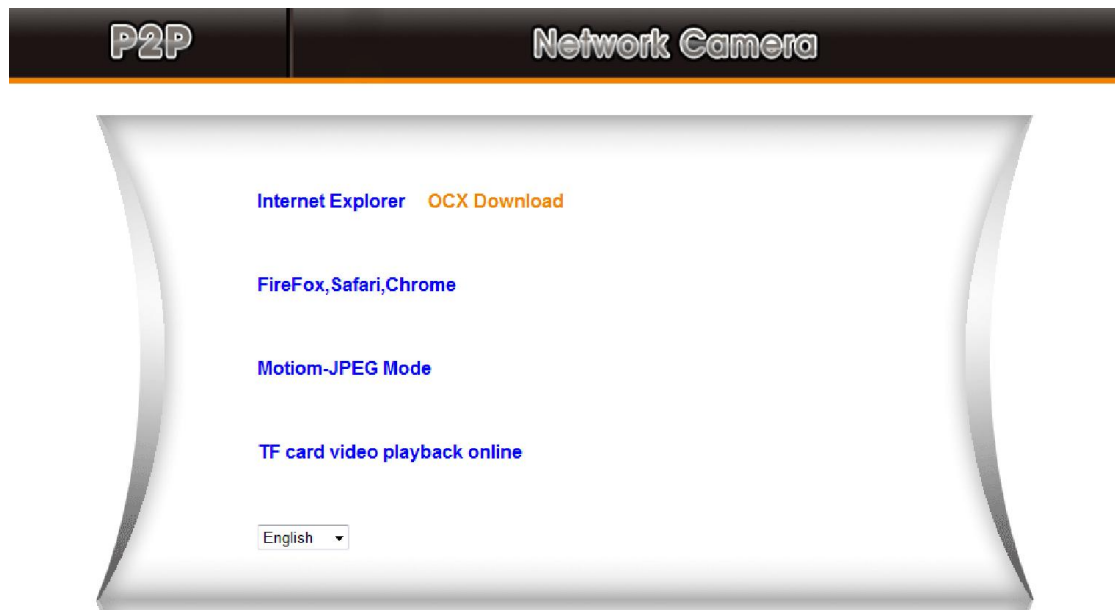 P2P Network Camera
Internet Explorer OCX Download
FireFox,Safari,Chrome
Motiom-JPEG Mode
TF card video playback online
English